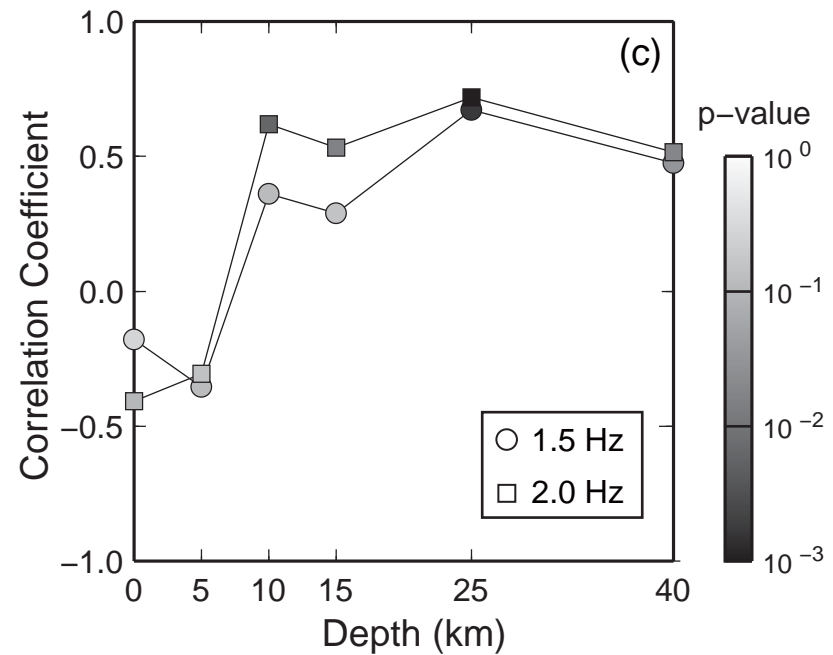 (c)
1.0
0.5
0.0
−0.5
−1.0
Correlation Coefficient
0 5 10 15 25 40
Depth (km)
1.5 Hz
2.0 Hz
p−value
10 0
10 −1
10 −2
10 −3